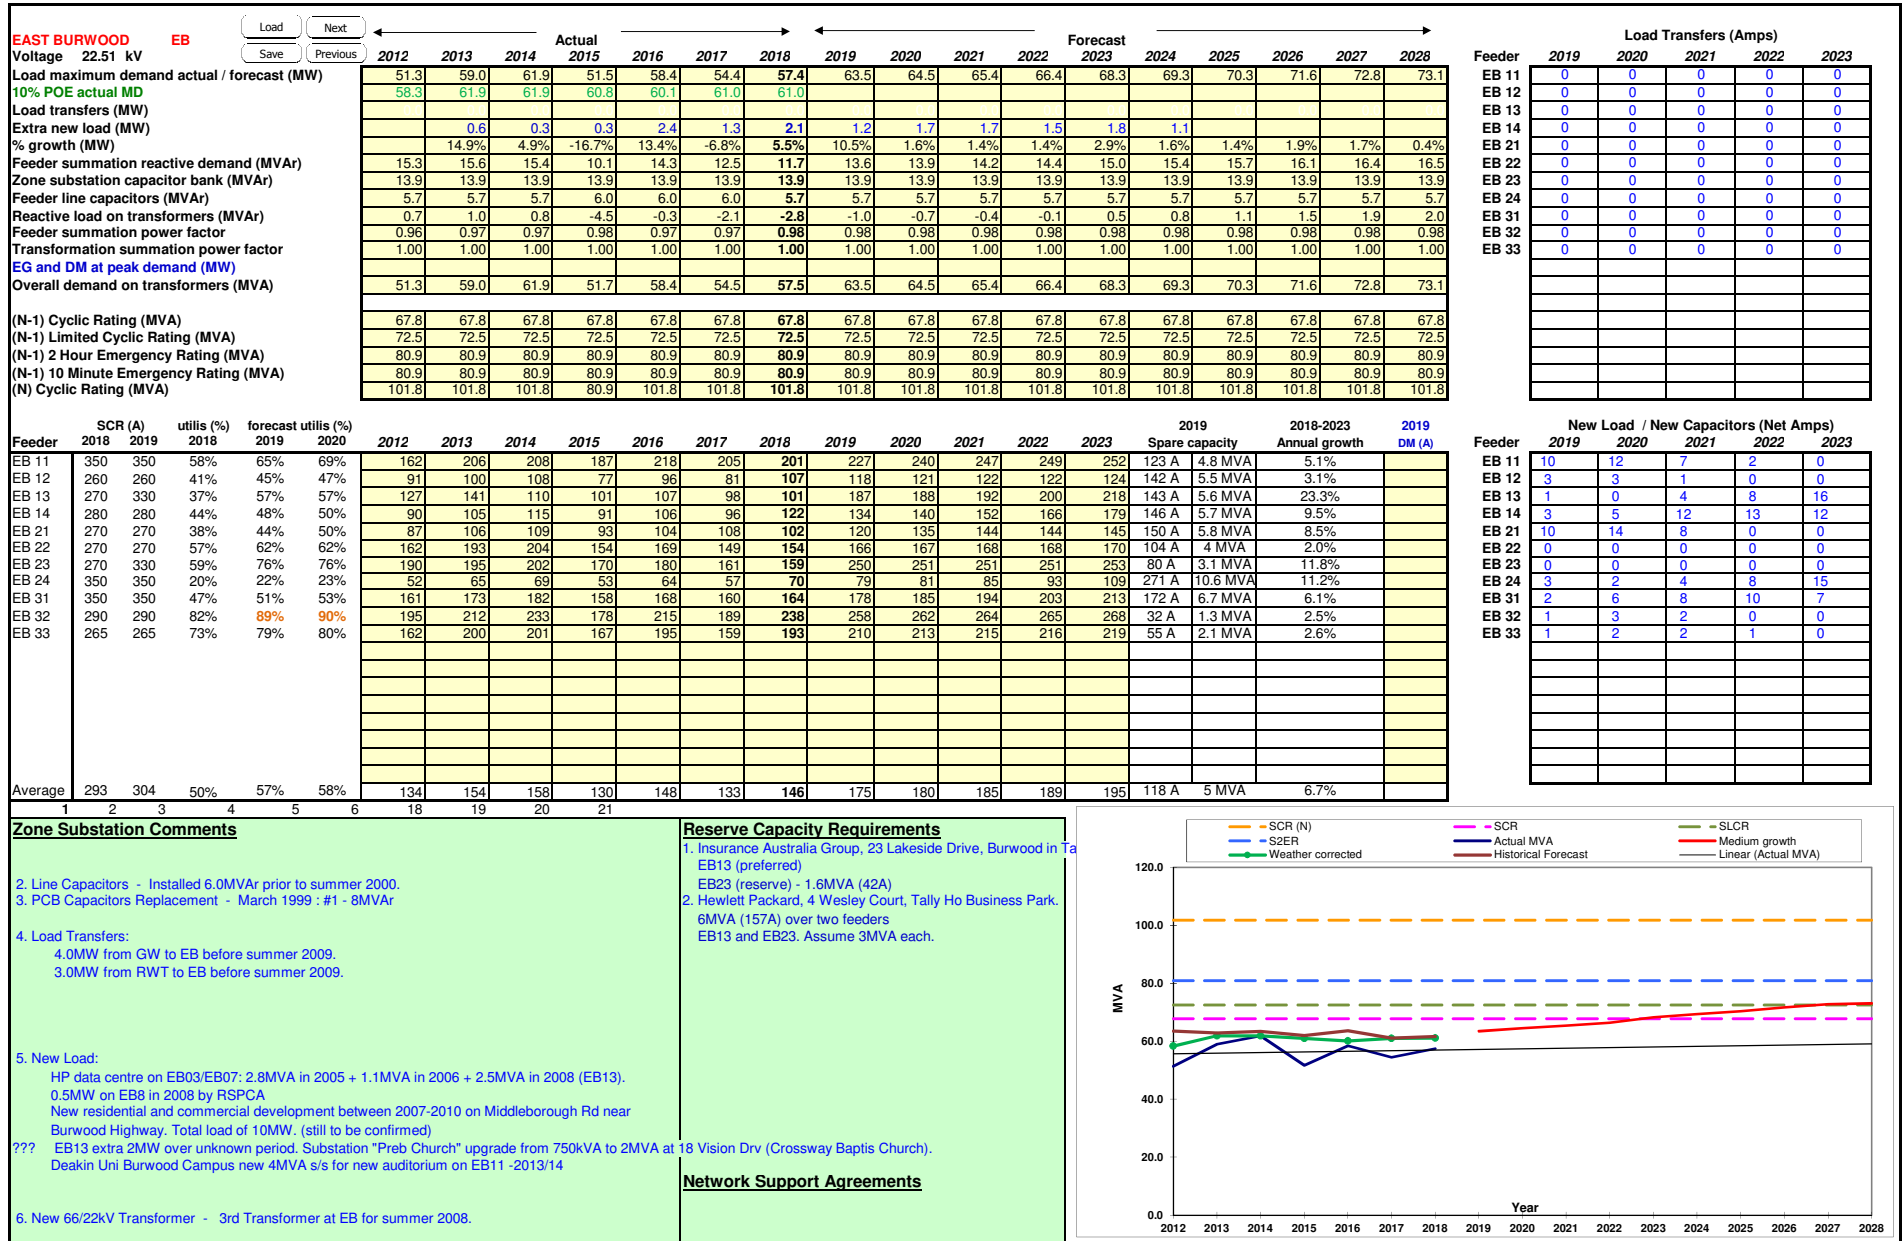 Load Next
EAST BURWOOD EB Save Previous Actual Forecast Load Transfers (Amps)
Voltage 22.51 kV 2012 2013 2014 2015 2016 2017 2018 2019 2020 2021 2022 2023 2024 2025 2026 2027 2028 Feeder 2019 2020 2021 2022 2023
Load maximum demand actual / forecast (MW) 51.3 59.0 61.9 51.5 58.4 54.4 57.4 63.5 64.5 65.4 66.4 68.3 69.3 70.3 71.6 72.8 73.1 EB 11 0 0 0 0 0
10% POE actual MD 58.3 61.9 61.9 60.8 60.1 61.0 61.0 EB 12 0 0 0 0 0
Load transfers (MW) EB 13 0 0 0 0 0
Extra new load (MW) 0.6 0.3 0.3 2.4 1.3 2.1 1.2 1.7 1.7 1.5 1.8 1.1 EB 14 0 0 0 0 0
% growth (MW) 14.9% 4.9% -16.7% 13.4% -6.8% 5.5% 10.5% 1.6% 1.4% 1.4% 2.9% 1.6% 1.4% 1.9% 1.7% 0.4% EB 21 0 0 0 0 0
Feeder summation reactive demand (MVAr) 15.3 15.6 15.4 10.1 14.3 12.5 11.7 13.6 13.9 14.2 14.4 15.0 15.4 15.7 16.1 16.4 16.5 EB 22 0 0 0 0 0
Zone substation capacitor bank (MVAr) 13.9 13.9 13.9 13.9 13.9 13.9 13.9 13.9 13.9 13.9 13.9 13.9 13.9 13.9 13.9 13.9 13.9 EB 23 0 0 0 0 0
Feeder line capacitors (MVAr) 5.7 5.7 5.7 6.0 6.0 6.0 5.7 5.7 5.7 5.7 5.7 5.7 5.7 5.7 5.7 5.7 5.7 EB 24 0 0 0 0 0
Reactive load on transformers (MVAr) 0.7 1.0 0.8 -4.5 -0.3 -2.1 -2.8 -1.0 -0.7 -0.4 -0.1 0.5 0.8 1.1 1.5 1.9 2.0 EB 31 0 0 0 0 0
Feeder summation power factor 0.96 0.97 0.97 0.98 0.97 0.97 0.98 0.98 0.98 0.98 0.98 0.98 0.98 0.98 0.98 0.98 0.98 EB 32 0 0 0 0 0
Transformation summation power factor 1.00 1.00 1.00 1.00 1.00 1.00 1.00 1.00 1.00 1.00 1.00 1.00 1.00 1.00 1.00 1.00 1.00 EB 33 0 0 0 0 0
EG and DM at peak demand (MW)
Overall demand on transformers (MVA) 51.3 59.0 61.9 51.7 58.4 54.5 57.5 63.5 64.5 65.4 66.4 68.3 69.3 70.3 71.6 72.8 73.1
(N-1) Cyclic Rating (MVA) 67.8 67.8 67.8 67.8 67.8 67.8 67.8 67.8 67.8 67.8 67.8 67.8 67.8 67.8 67.8 67.8 67.8
(N-1) Limited Cyclic Rating (MVA) 72.5 72.5 72.5 72.5 72.5 72.5 72.5 72.5 72.5 72.5 72.5 72.5 72.5 72.5 72.5 72.5 72.5
(N-1) 2 Hour Emergency Rating (MVA) 80.9 80.9 80.9 80.9 80.9 80.9 80.9 80.9 80.9 80.9 80.9 80.9 80.9 80.9 80.9 80.9 80.9
(N-1) 10 Minute Emergency Rating (MVA) 80.9 80.9 80.9 80.9 80.9 80.9 80.9 80.9 80.9 80.9 80.9 80.9 80.9 80.9 80.9 80.9 80.9
(N) Cyclic Rating (MVA) 101.8 101.8 101.8 80.9 101.8 101.8 101.8 101.8 101.8 101.8 101.8 101.8 101.8 101.8 101.8 101.8 101.8
SCR (A) utilis (%) forecast utilis (%) 2019 2018-2023 2019 New Load / New Capacitors (Net Amps)
Feeder 2018 2019 2018 2019 2020 2012 2013 2014 2015 2016 2017 2018 2019 2020 2021 2022 2023 Spare capacity Annual growth DM (A) Feeder 2019 2020 2021 2022 2023
EB 11 350 350 58% 65% 69% 162 206 208 187 218 205 201 227 240 247 249 252 123 A 4.8 MVA 5.1% EB 11 10 12 7 2 0
EB 12 260 260 41% 45% 47% 91 100 108 77 96 81 107 118 121 122 122 124 142 A 5.5 MVA 3.1% EB 12 3 3 1 0 0
EB 13 270 330 37% 57% 57% 127 141 110 101 107 98 101 187 188 192 200 218 143 A 5.6 MVA 23.3% EB 13 1 0 4 8 16
EB 14 280 280 44% 48% 50% 90 105 115 91 106 96 122 134 140 152 166 179 146 A 5.7 MVA 9.5% EB 14 3 5 12 13 12
EB 21 270 270 38% 44% 50% 87 106 109 93 104 108 102 120 135 144 144 145 150 A 5.8 MVA 8.5% EB 21 10 14 8 0 0
EB 22 270 270 57% 62% 62% 162 193 204 154 169 149 154 166 167 168 168 170 104 A 4 MVA 2.0% EB 22 0 0 0 0 0
EB 23 270 330 59% 76% 76% 190 195 202 170 180 161 159 250 251 251 251 253 80 A 3.1 MVA 11.8% EB 23 0 0 0 0 0
EB 24 350 350 20% 22% 23% 52 65 69 53 64 57 70 79 81 85 93 109 271 A 10.6 MVA 11.2% EB 24 3 2 4 8 15
EB 31 350 350 47% 51% 53% 161 173 182 158 168 160 164 178 185 194 203 213 172 A 6.7 MVA 6.1% EB 31 2 6 8 10 7
EB 32 290 290 82% 89% 90% 195 212 233 178 215 189 238 258 262 264 265 268 32 A 1.3 MVA 2.5% EB 32 1 3 2 0 0
EB 33 265 265 73% 79% 80% 162 200 201 167 195 159 193 210 213 215 216 219 55 A 2.1 MVA 2.6% EB 33 1 2 2 1 0
Average 293 304 50% 57% 58% 134 154 158 130 148 133 146 175 180 185 189 195 118 A 5 MVA 6.7%
1 2 3 4 5 6 18 19 20 21
Zone Substation Comments
2. Line Capacitors - Installed 6.0MVAr prior to summer 2000.
3. PCB Capacitors Replacement - March 1999 : #1 - 8MVAr
4. Load Transfers:
4.0MW from GW to EB before summer 2009.
3.0MW from RWT to EB before summer 2009.
5. New Load:
HP data centre on EB03/EB07: 2.8MVA in 2005 + 1.1MVA in 2006 + 2.5MVA in 2008 (EB13).
0.5MW on EB8 in 2008 by RSPCA
New residential and commercial development between 2007-2010 on Middleborough Rd near
Burwood Highway. Total load of 10MW. (still to be confirmed)
??? EB13 extra 2MW over unknown period. Substation "Preb Church" upgrade from 750kVA to 2MVA at 18 Vision Drv (Crossway Baptis Church).
Deakin Uni Burwood Campus new 4MVA s/s for new auditorium on EB11 -2013/14
6. New 66/22kV Transformer - 3rd Transformer at EB for summer 2008.
Reserve Capacity Requirements
1. Insurance Australia Group, 23 Lakeside Drive, Burwood in Ta
EB13 (preferred)
EB23 (reserve) - 1.6MVA (42A)
2. Hewlett Packard, 4 Wesley Court, Tally Ho Business Park.
6MVA (157A) over two feeders
EB13 and EB23. Assume 3MVA each.
Network Support Agreements
SCR (N) SCR SLCR
S2ER Actual MVA Medium growth
Weather corrected Historical Forecast Linear (Actual MVA)
120.0
100.0
80.0
60.0
40.0
20.0
0.0
MVA
Year
2012 2013 2014 2015 2016 2017 2018 2019 2020 2021 2022 2023 2024 2025 2026 2027 2028